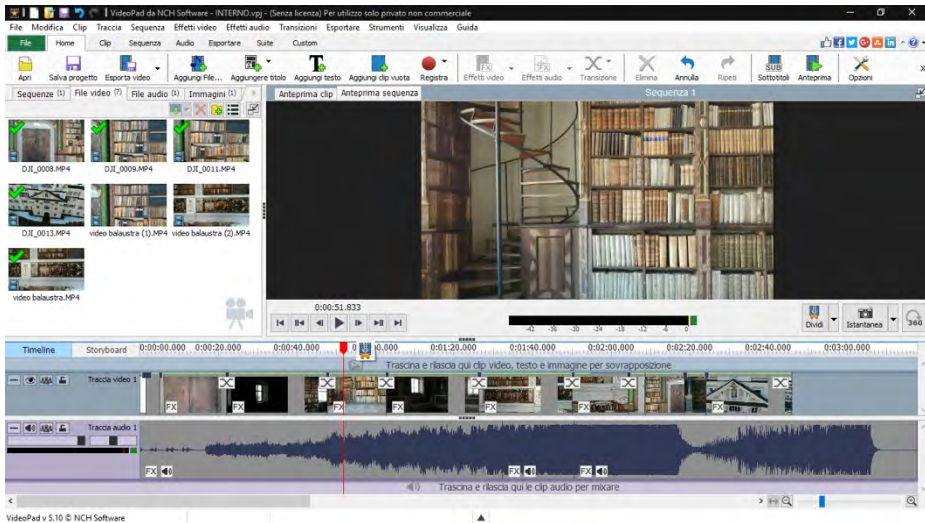 VideoPad da NCH Software - INTERNO.vpj - (Senza licenza) Per utilizzo solo privato non commerciale
File Modifica Clip Traccia Sequenza Effetti video Effetti audio Transizioni Esportare Strumenti Visualizza Guida
File Home Clip Sequenza Audio Esportare Suite Custom
Apri Salva progetto Esporta video Aggiungi File... Aggiungere titolo Aggiungi testo Aggiungi clip vuota Registra Effetti video Effetti audio Transizione Elimina Annulla Ripeti Sottotitoli Anteprima Opzioni
Sequenze (1) File video (7) File audio (1) Immagini (1)
Anteprima clip Anteprima sequenza Sequenza 1
DJI_0008.MP4 DJI_0009.MP4 DJI_0011.MP4
DJI_0013.MP4 video balaustra (1).MP4 video balaustra (2).MP4
video balaustra.MP4
0:00:51.833
-42 -36 -30 -24 -18 -12 -6 0
Dividi Istantanea 360
Timeline Storyboard 0:00:00.000 0:00:20.000 0:00:40.000 0:01:20.000 0:01:40.000 0:02:00.000 0:02:20.000 0:02:40.000 0:03:00.000
Trascina e rilascia qui clip video, testo e immagine per sovrapposizione
Traccia video 1
FX FX FX FX FX FX FX
Traccia audio 1
FX FX FX
Trascina e rilascia qui le clip audio per mixare
VideoPad v 5.10 © NCH Software